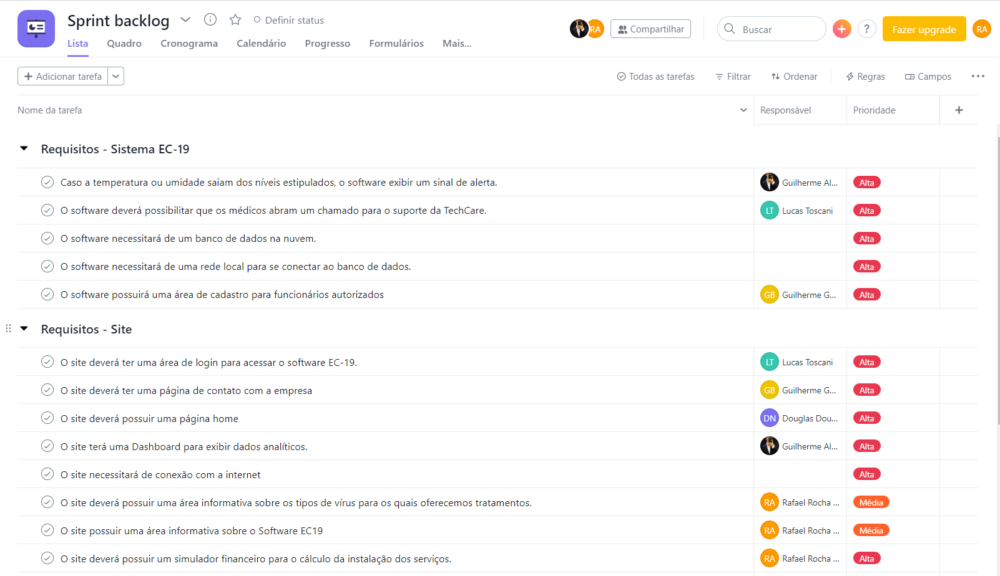 Sprint backlog
Definir status
RA
Compartilhar
Buscar
?
Fazer upgrade
RA
Lista
Quadro
Cronograma
Calendário
Progresso
Formulários
Mais...
Adicionar tarefa
Todas as tarefas
Filtrar
Ordenar
Regras
Campos
Nome da tarefa
Responsável
Prioridade
Requisitos - Sistema EC-19
Caso a temperatura ou umidade saiam dos níveis estipulados, o software exibir um sinal de alerta. Guilherme Al... Alta
O software deverá possibilitar que os médicos abram um chamado para o suporte da TechCare. LT Lucas Toscani Alta
O software necessitará de um banco de dados na nuvem. Alta
O software necessitará de uma rede local para se conectar ao banco de dados. Alta
O software possuirá uma área de cadastro para funcionários autorizados GB Guilherme G... Alta
Requisitos - Site
O site deverá ter uma área de login para acessar o software EC-19. LT Lucas Toscani Alta
O site deverá ter uma página de contato com a empresa GB Guilherme G... Alta
O site deverá possuir uma página home DN Douglas Dou... Alta
O site terá uma Dashboard para exibir dados analíticos. Guilherme Al... Alta
O site necessitará de conexão com a internet Alta
O site deverá possuir uma área informativa sobre os tipos de vírus para os quais oferecemos tratamentos. RA Rafael Rocha ... Média
O site possuir uma área informativa sobre o Software EC19 RA Rafael Rocha ... Média
O site deverá possuir um simulador financeiro para o cálculo da instalação dos serviços. RA Rafael Rocha ... Alta